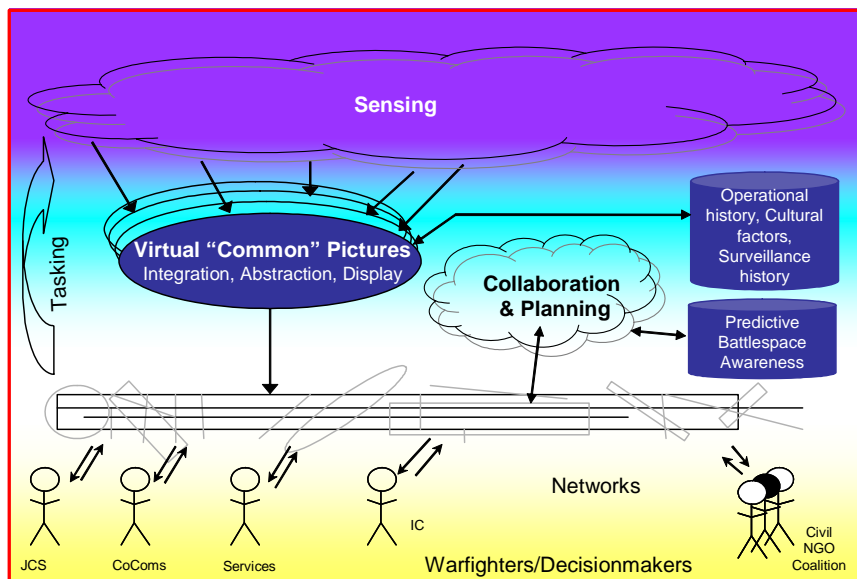 Sensing
Tasking
Virtual “Common” Pictures
Integration, Abstraction, Display
Operational
history, Cultural
factors,
Surveillance
history
Collaboration
& Planning
Predictive
Battlespace
Awareness
Networks
JCS
CoComs
Services
IC
Warfighters/Decisionmakers
Civil
NGO
Coalition